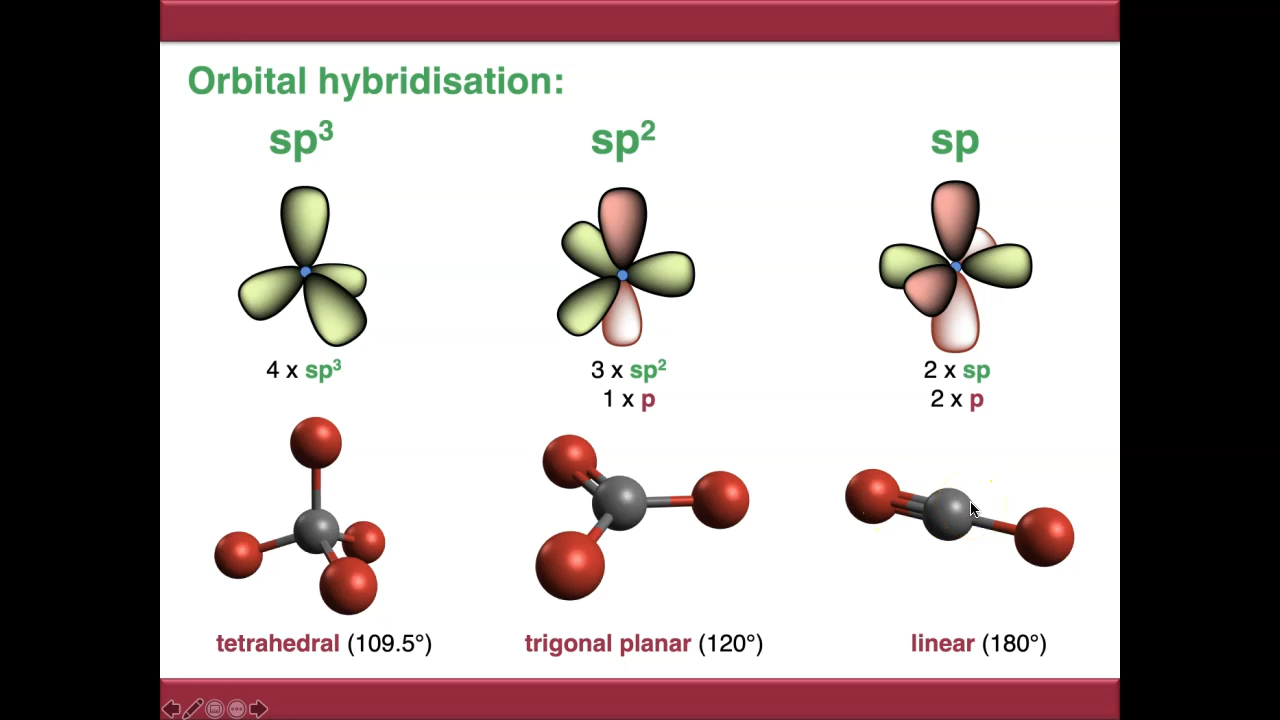 Orbital hybridisation:
sp³ sp² sp
4 x sp³ 3 x sp² 2 x sp
1 x p 2 x p
tetrahedral (109.5°) trigonal planar (120°) linear (180°)